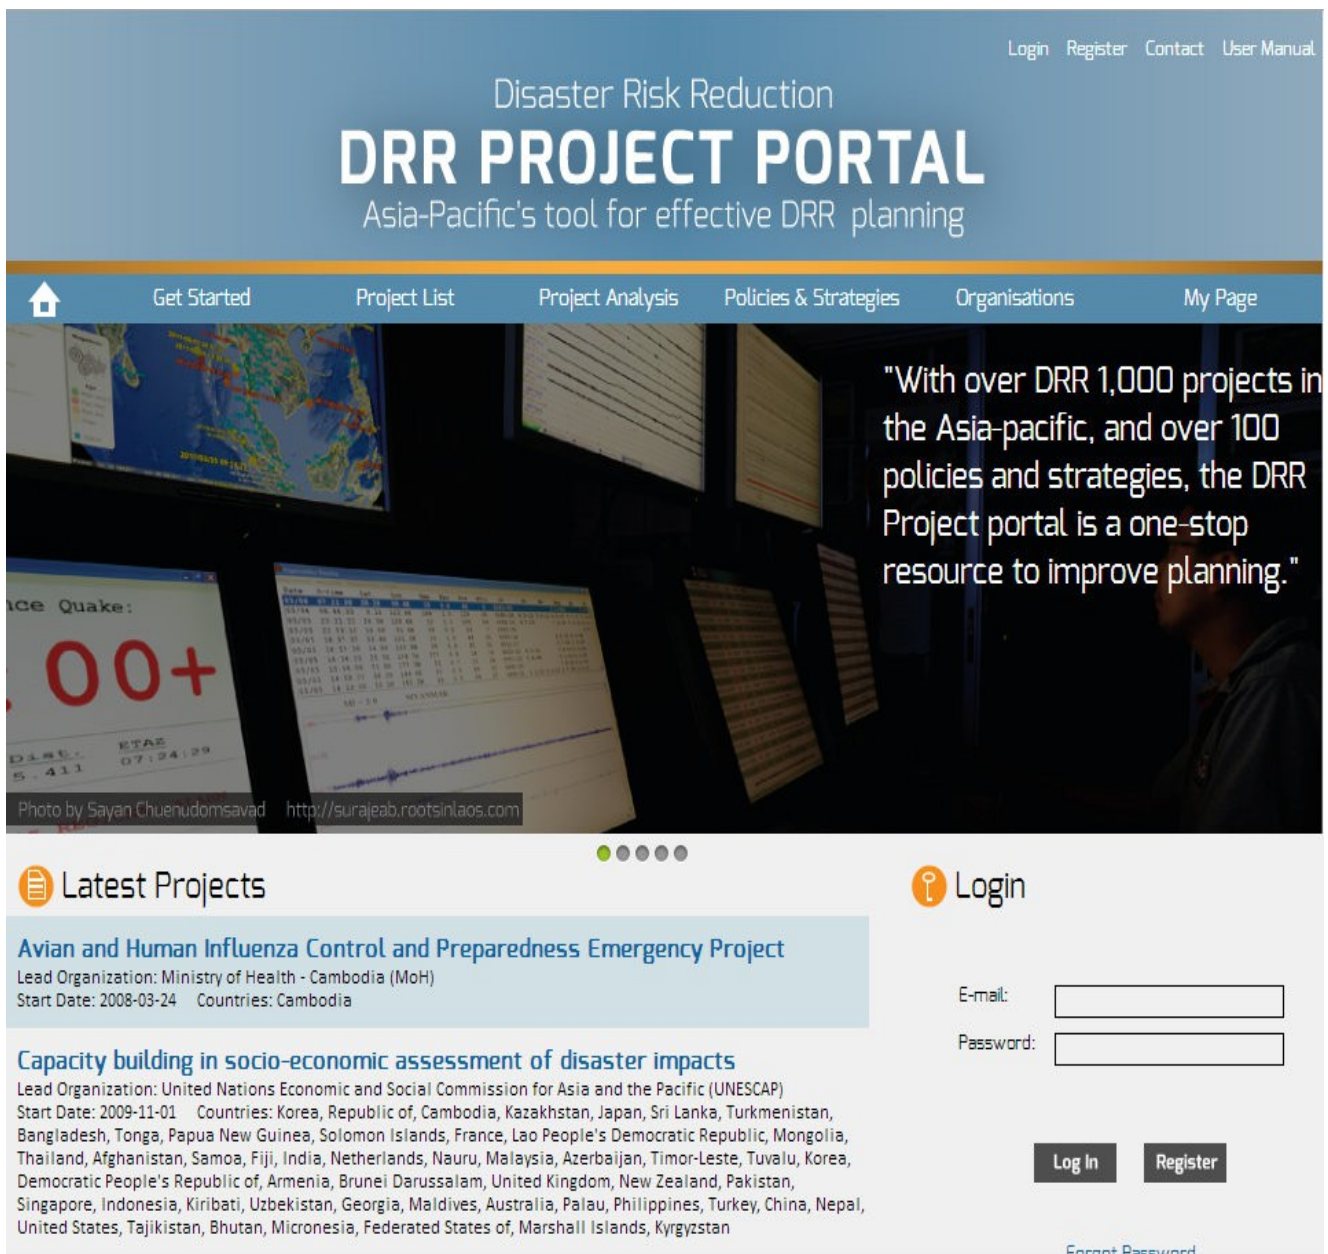 Login Register Contact User Manual
Disaster Risk Reduction
DRR PROJECT PORTAL
Asia-Pacific's tool for effective DRR planning
Get Started Project List Project Analysis Policies & Strategies Organisations My Page
"With over DRR 1,000 projects in
the Asia-pacific, and over 100
policies and strategies, the DRR
Project portal is a one-stop
resource to improve planning."
Quake:
00+
Dist. ETAZ
5.411 07:24:29
Photo by Sayan Chuenudomsavad http://surajeab.rootsinlaos.com
Latest Projects
Avian and Human Influenza Control and Preparedness Emergency Project
Lead Organization: Ministry of Health - Cambodia (MoH)
Start Date: 2008-03-24 Countries: Cambodia
Capacity building in socio-economic assessment of disaster impacts
Lead Organization: United Nations Economic and Social Commission for Asia and the Pacific (UNESCAP)
Start Date: 2009-11-01 Countries: Korea, Republic of, Cambodia, Kazakhstan, Japan, Sri Lanka, Turkmenistan,
Bangladesh, Tonga, Papua New Guinea, Solomon Islands, France, Lao People's Democratic Republic, Mongolia,
Thailand, Afghanistan, Samoa, Fiji, India, Netherlands, Nauru, Malaysia, Azerbaijan, Timor-Leste, Tuvalu, Korea,
Democratic People's Republic of, Armenia, Brunei Darussalam, United Kingdom, New Zealand, Pakistan,
Singapore, Indonesia, Kiribati, Uzbekistan, Georgia, Maldives, Australia, Palau, Philippines, Turkey, China, Nepal,
United States, Tajikistan, Bhutan, Micronesia, Federated States of, Marshall Islands, Kyrgyzstan
Login
E-mail:
Password:
Log In Register
Forgot Password